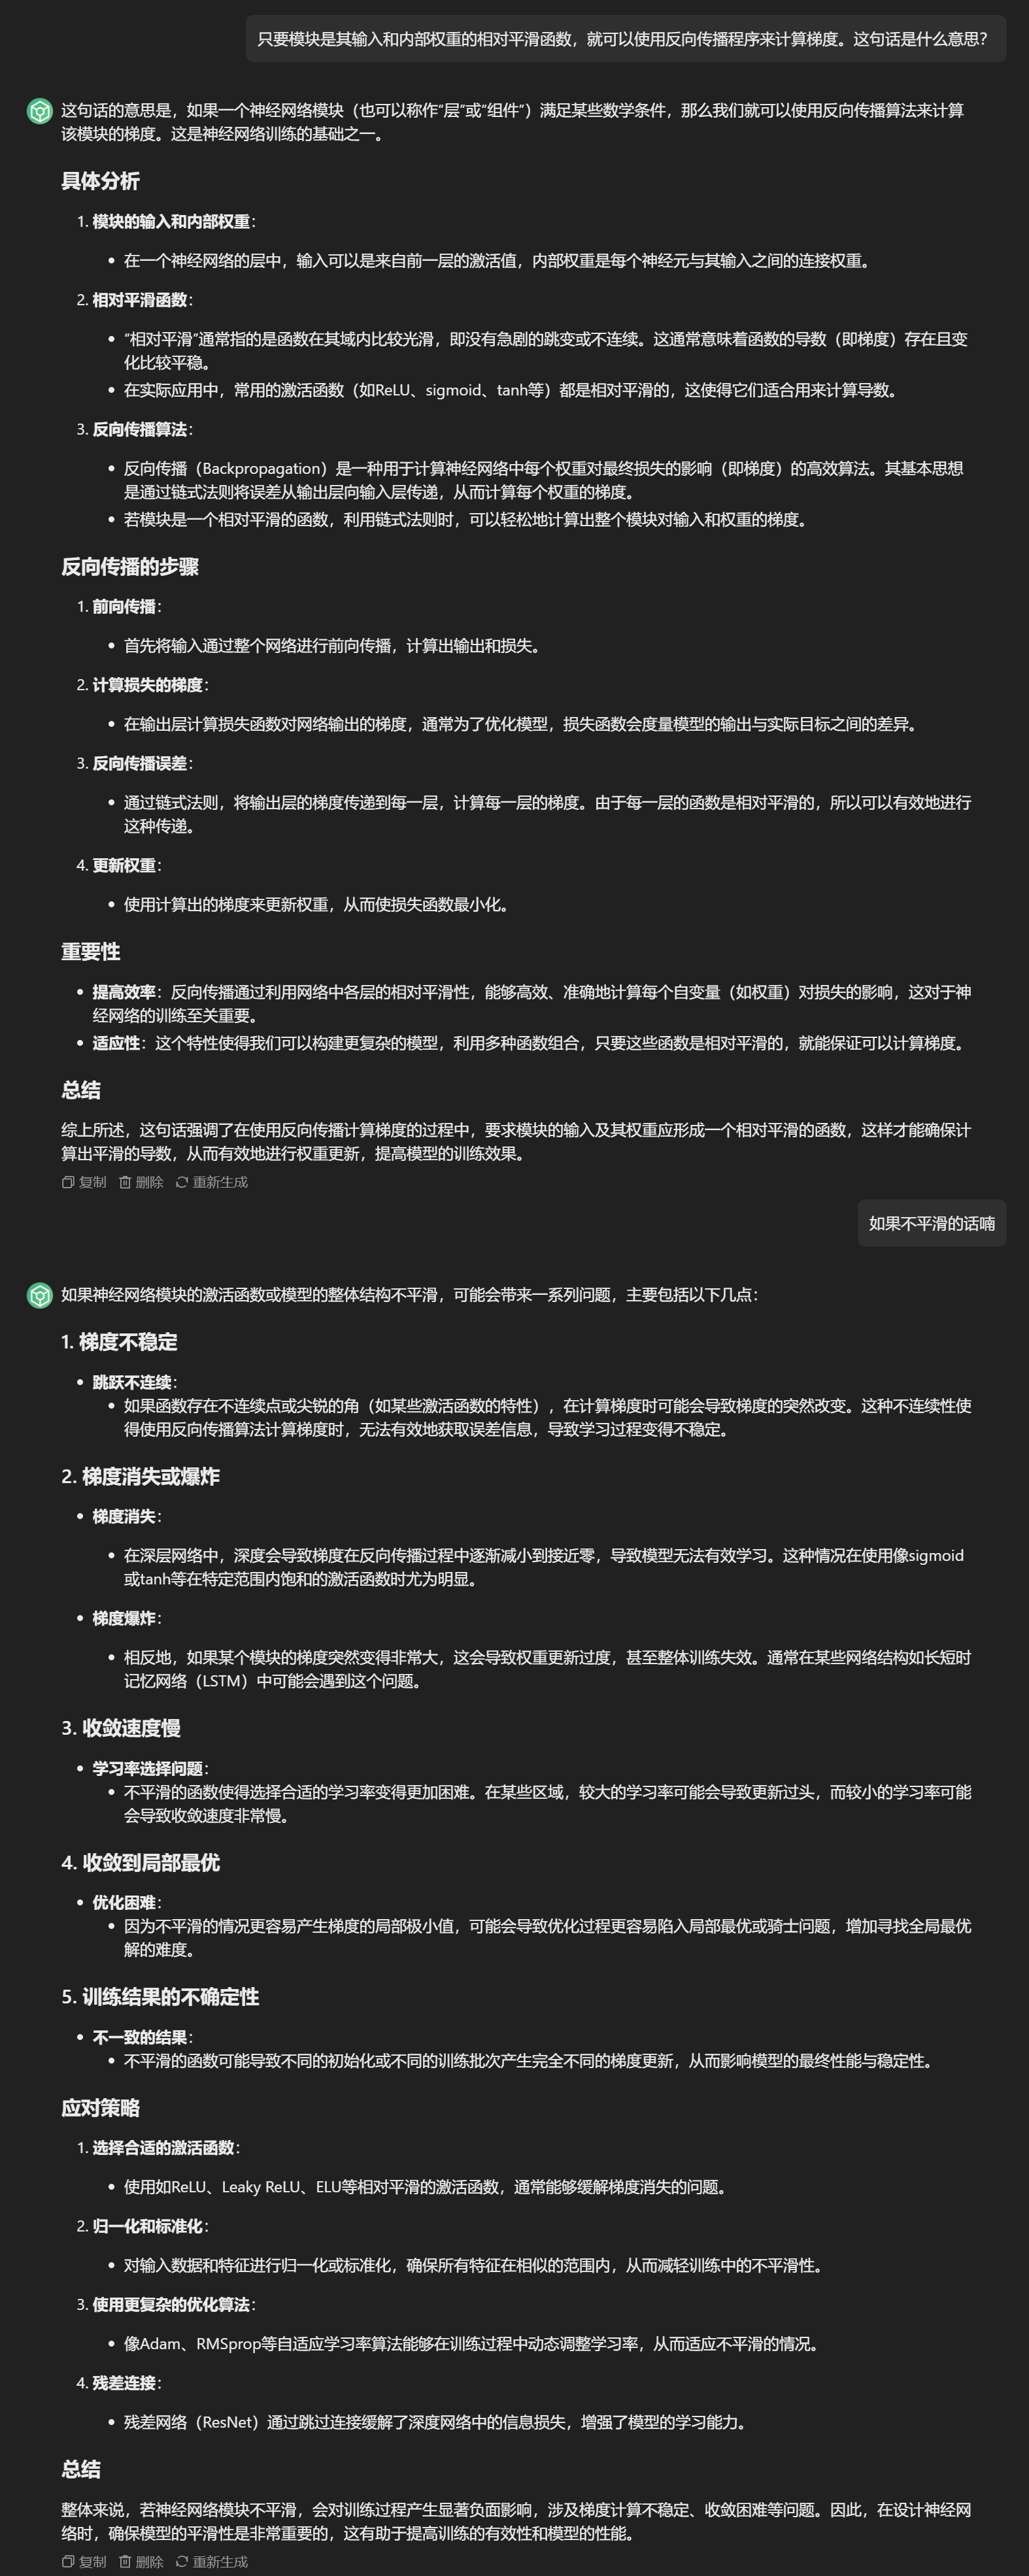 只要模块是其输入和内部权重的相对平滑函数，就可以使用反向传播程序来计算梯度。这句话是什么意思？
这句话的意思是，如果一个神经网络模块（也可以称作“层”或“组件”）满足某些数学条件，那么我们就可以使用反向传播算法来计算
该模块的梯度。这是神经网络训练的基础之一。
具体分析
1. 模块的输入和内部权重：
• 在一个神经网络的层中，输入可以是来自前一层的激活值，内部权重是每个神经元与其输入之间的连接权重。
2. 相对平滑函数：
• “相对平滑”通常指的是函数在其域内比较光滑，即没有急剧的跳变或不连续。这通常意味着函数的导数（即梯度）存在且变
化比较平稳。
• 在实际应用中，常用的激活函数（如ReLU、sigmoid、tanh等）都是相对平滑的，这使得它们适合用来计算导数。
3. 反向传播算法：
• 反向传播（Backpropagation）是一种用于计算神经网络中每个权重对最终损失的影响（即梯度）的高效算法。其基本思想
是通过链式法则将误差从输出层向输入层传递，从而计算每个权重的梯度。
• 若模块是一个相对平滑的函数，利用链式法则时，可以轻松地计算出整个模块对输入和权重的梯度。
反向传播的步骤
1. 前向传播：
• 首先将输入通过整个网络进行前向传播，计算出输出和损失。
2. 计算损失的梯度：
• 在输出层计算损失函数对网络输出的梯度，通常为了优化模型，损失函数会度量模型的输出与实际目标之间的差异。
3. 反向传播误差：
• 通过链式法则，将输出层的梯度传递到每一层，计算每一层的梯度。由于每一层的函数是相对平滑的，所以可以有效地进行
这种传递。
4. 更新权重：
• 使用计算出的梯度来更新权重，从而使损失函数最小化。
重要性
• 提高效率：反向传播通过利用网络中各层的相对平滑性，能够高效、准确地计算每个自变量（如权重）对损失的影响，这对于神
经网络的训练至关重要。
• 适应性：这个特性使得我们可以构建更复杂的模型，利用多种函数组合，只要这些函数是相对平滑的，就能保证可以计算梯度。
总结
综上所述，这句话强调了在使用反向传播计算梯度的过程中，要求模块的输入及其权重应形成一个相对平滑的函数，这样才能确保计
算出平滑的导数，从而有效地进行权重更新，提高模型的训练效果。
复制 删除 重新生成
如果不平滑的话喃
如果神经网络模块的激活函数或模型的整体结构不平滑，可能会带来一系列问题，主要包括以下几点：
1. 梯度不稳定
• 跳跃不连续：
• 如果函数存在不连续点或尖锐的角（如某些激活函数的特性），在计算梯度时可能会导致梯度的突然改变。这种不连续性使
得使用反向传播算法计算梯度时，无法有效地获取误差信息，导致学习过程变得不稳定。
2. 梯度消失或爆炸
• 梯度消失：
• 在深层网络中，深度会导致梯度在反向传播过程中逐渐减小到接近零，导致模型无法有效学习。这种情况在使用像sigmoid
或tanh等在特定范围内饱和的激活函数时尤为明显。
• 梯度爆炸：
• 相反地，如果某个模块的梯度突然变得非常大，这会导致权重更新过度，甚至整体训练失效。通常在某些网络结构如长短时
记忆网络（LSTM）中可能会遇到这个问题。
3. 收敛速度慢
• 学习率选择问题：
• 不平滑的函数使得选择合适的学习率变得更加困难。在某些区域，较大的学习率可能会导致更新过头，而较小的学习率可能
会导致收敛速度非常慢。
4. 收敛到局部最优
• 优化困难：
• 因为不平滑的情况更容易产生梯度的局部极小值，可能会导致优化过程更容易陷入局部最优或骑士问题，增加寻找全局最优
解的难度。
5. 训练结果的不确定性
• 不一致的结果：
• 不平滑的函数可能导致不同的初始化或不同的训练批次产生完全不同的梯度更新，从而影响模型的最终性能与稳定性。
应对策略
1. 选择合适的激活函数：
• 使用如ReLU、Leaky ReLU、ELU等相对平滑的激活函数，通常能够缓解梯度消失的问题。
2. 归一化和标准化：
• 对输入数据和特征进行归一化或标准化，确保所有特征在相似的范围内，从而减轻训练中的不平滑性。
3. 使用更复杂的优化算法：
• 像Adam、RMSprop等自适应学习率算法能够在训练过程中动态调整学习率，从而适应不平滑的情况。
4. 残差连接：
• 残差网络（ResNet）通过跳过连接缓解了深度网络中的信息损失，增强了模型的学习能力。
总结
整体来说，若神经网络模块不平滑，会对训练过程产生显著负面影响，涉及梯度计算不稳定、收敛困难等问题。因此，在设计神经网
络时，确保模型的平滑性是非常重要的，这有助于提高训练的有效性和模型的性能。
复制 删除 重新生成